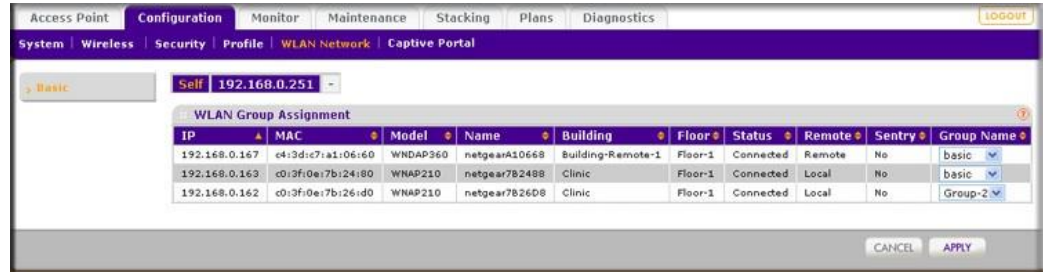 Access Point Configuration Monitor Maintenance Stacking Plans Diagnostics LOGOUT
System Wireless Security Profile WLAN Network Captive Portal
Basic
Self 192.168.0.251 -
WLAN Group Assignment ?
IP MAC Model Name Building Floor Status Remote Sentry Group Name
192.168.0.167 c4:3d:c7:a1:06:60 WNDAP360 netgearA10668 Building-Remote-1 Floor-1 Connected Remote No basic
192.168.0.163 c0:3f:0e:7b:24:80 WNAP210 netgear7B2488 Clinic Floor-1 Connected Local No basic
192.168.0.162 c0:3f:0e:7b:26:d0 WNAP210 netgear7B26D8 Clinic Floor-1 Connected Local No Group-2
CANCEL APPLY